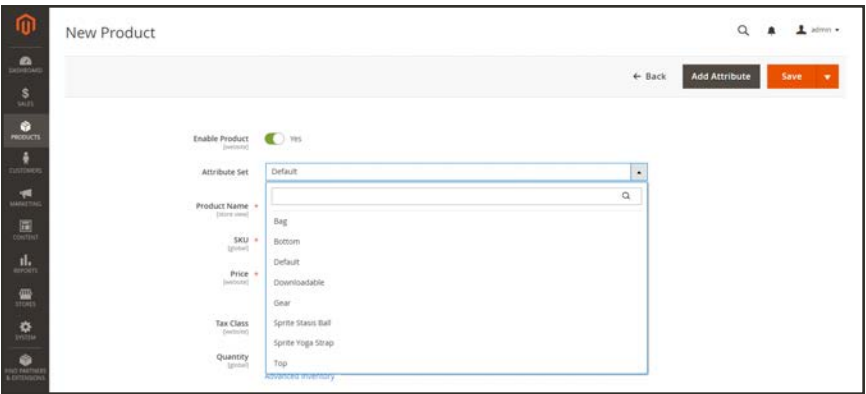 New Product
admin
DASHBOARD
SALES
PRODUCTS
CUSTOMERS
MARKETING
CONTENT
REPORTS
STORES
SYSTEM
FIND PARTNERS
& EXTENSIONS
← Back
Add Attribute
Save
Enable Product
[website]
Yes
Attribute Set
Default
Product Name *
[store view]
SKU *
[global]
Price *
[website]
Tax Class
[website]
Quantity
[global]
Bag
Bottom
Default
Downloadable
Gear
Sprite Stasis Ball
Sprite Yoga Strap
Top
Advanced Inventory